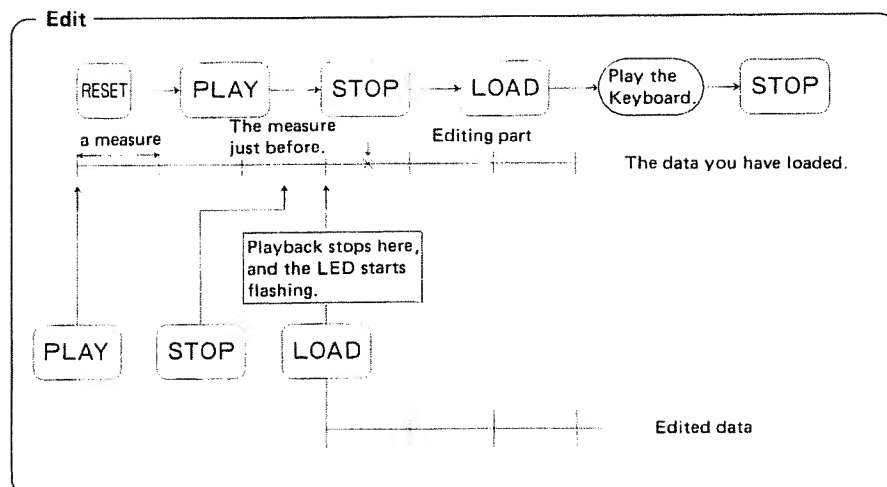 Edit
RESET
PLAY
STOP
LOAD
Play the
Keyboard.
STOP
a measure
The measure
just before.
Editing part
The data you have loaded.
Playback stops here,
and the LED starts
flashing.
PLAY
STOP
LOAD
Edited data